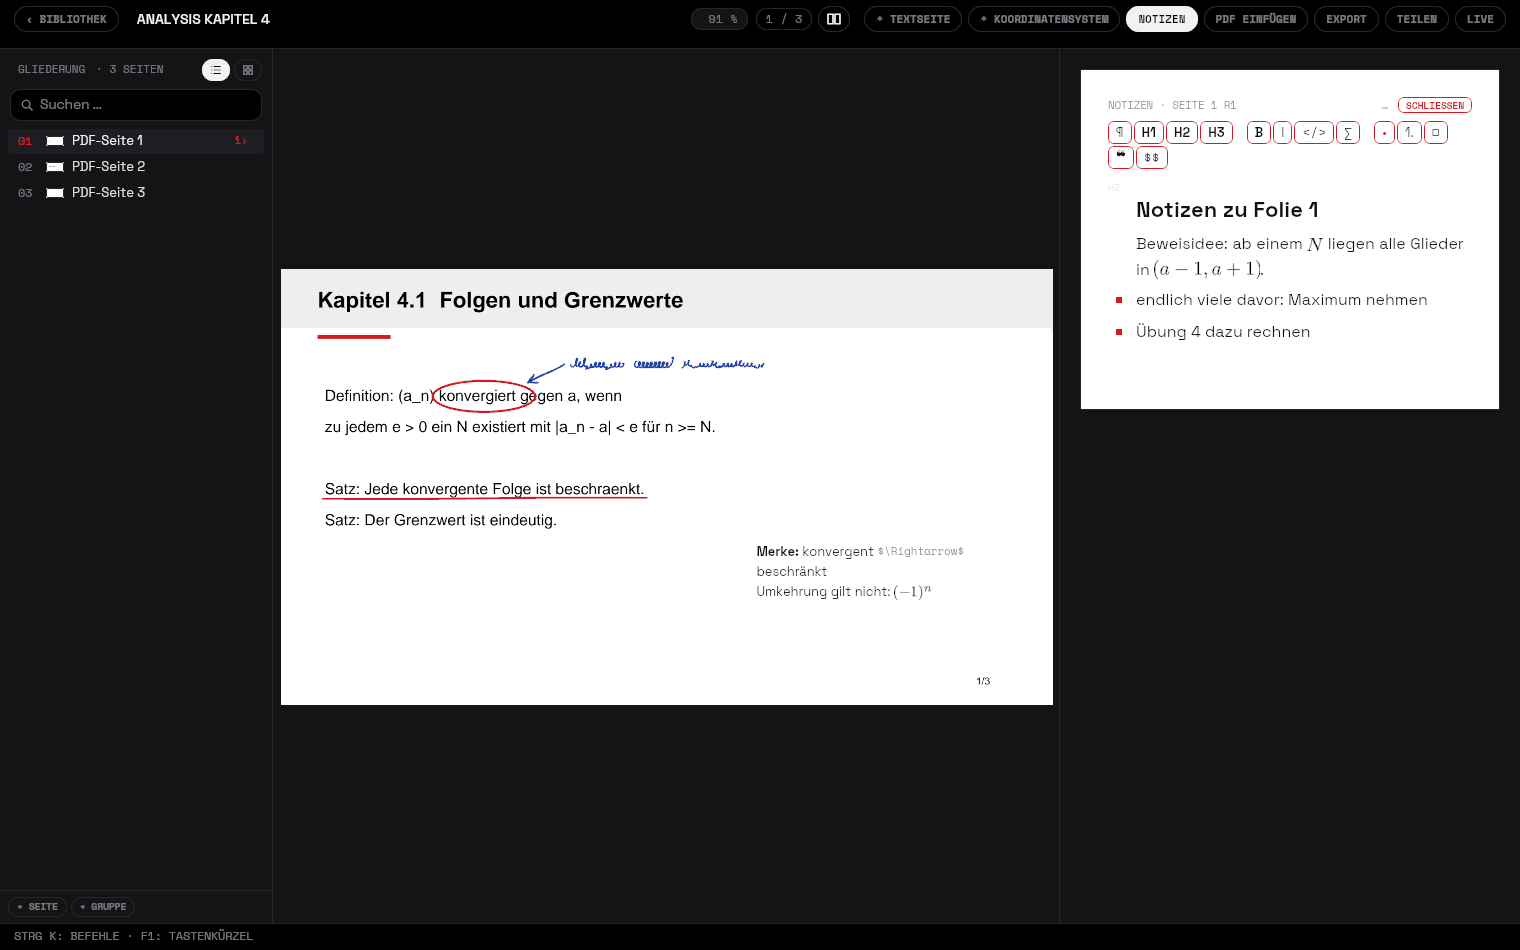 ‹ BIBLIOTHEK
ANALYSIS KAPITEL 4
91 %
1 / 3
+ TEXTSEITE
+ KOORDINATENSYSTEM
NOTIZEN
PDF EINFÜGEN
EXPORT
TEILEN
LIVE
GLIEDERUNG · 3 SEITEN
Suchen …
01 PDF-Seite 1 1›
02 PDF-Seite 2
03 PDF-Seite 3
+ SEITE
+ GRUPPE
STRG K: BEFEHLE · F1: TASTENKÜRZEL
Kapitel 4.1 Folgen und Grenzwerte
Definition: (a_n) konvergiert gegen a, wenn
zu jedem e > 0 ein N existiert mit |a_n - a| < e für n >= N.
Satz: Jede konvergente Folge ist beschraenkt.
Satz: Der Grenzwert ist eindeutig.
Merke: konvergent $\Rightarrow$
beschränkt
Umkehrung gilt nicht: (−1)ⁿ
1/3
NOTIZEN · SEITE 1 R1
… SCHLIESSEN
¶ H1 H2 H3 B I </> ∑ • 1. □
❝ $$
H2
Notizen zu Folie 1
Beweisidee: ab einem N liegen alle Glieder
in (a − 1, a + 1).
endlich viele davor: Maximum nehmen
Übung 4 dazu rechnen